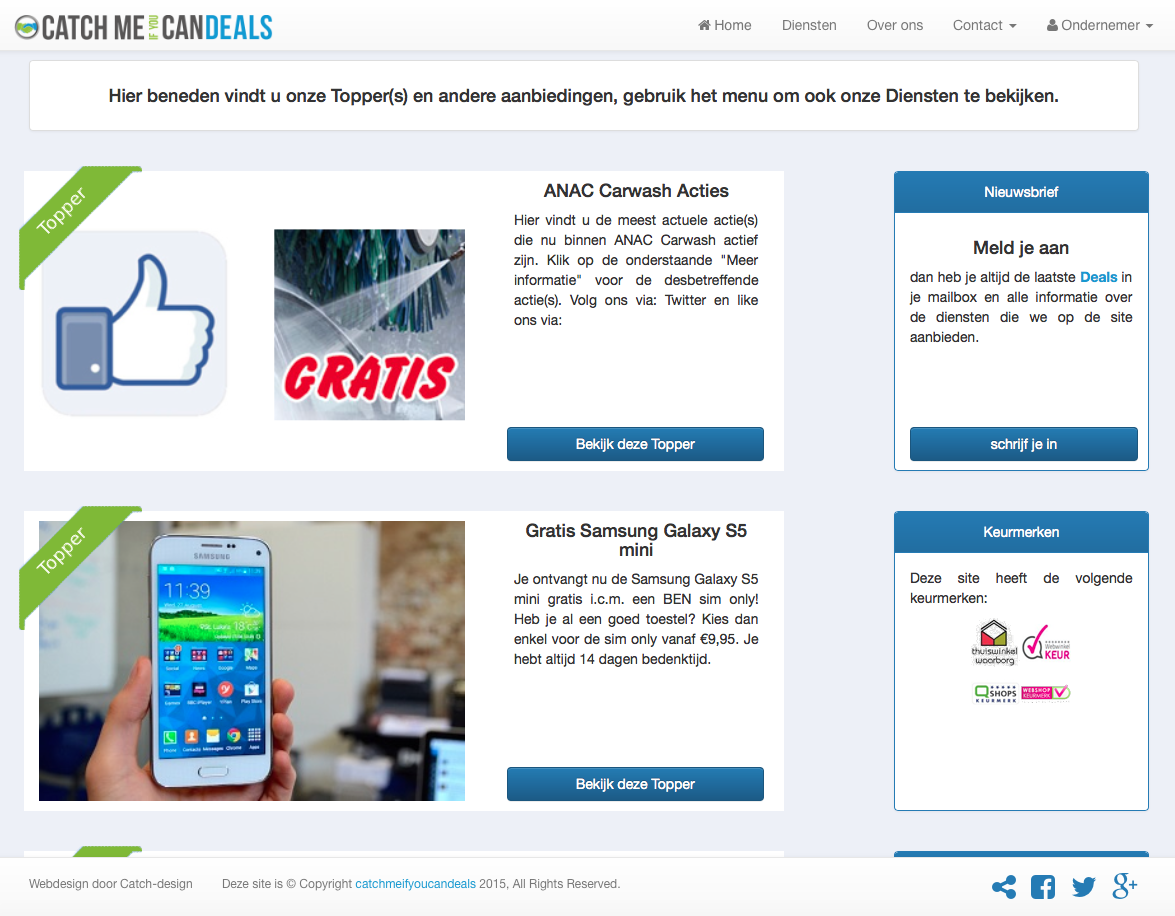 CATCH ME IF YOU CANDEALS
Home
Diensten
Over ons
Contact
Ondernemer
Hier beneden vindt u onze Topper(s) en andere aanbiedingen, gebruik het menu om ook onze Diensten te bekijken.
Topper
GRATIS
ANAC Carwash Acties
Hier vindt u de meest actuele actie(s)
die nu binnen ANAC Carwash actief
zijn. Klik op de onderstaande "Meer
informatie" voor de desbetreffende
actie(s). Volg ons via: Twitter en like
ons via:
Bekijk deze Topper
Nieuwsbrief
Meld je aan
dan heb je altijd de laatste Deals in
je mailbox en alle informatie over
de diensten die we op de site
aanbieden.
schrijf je in
Topper
SAMSUNG
11:39
Phone
Contacts
Messages
Chrome
Apps
Gratis Samsung Galaxy S5
mini
Je ontvangt nu de Samsung Galaxy S5
mini gratis i.c.m. een BEN sim only!
Heb je al een goed toestel? Kies dan
enkel voor de sim only vanaf €9,95. Je
hebt altijd 14 dagen bedenktijd.
Bekijk deze Topper
Keurmerken
Deze site heeft de volgende
keurmerken:
thuiswinkel
waarborg
Webwinkel
KEUR
QSHOPS
KEURMERK
WEBSHOP
KEURMERK
Webdesign door Catch-design
Deze site is © Copyright catchmeifyoucandeals 2015, All Rights Reserved.